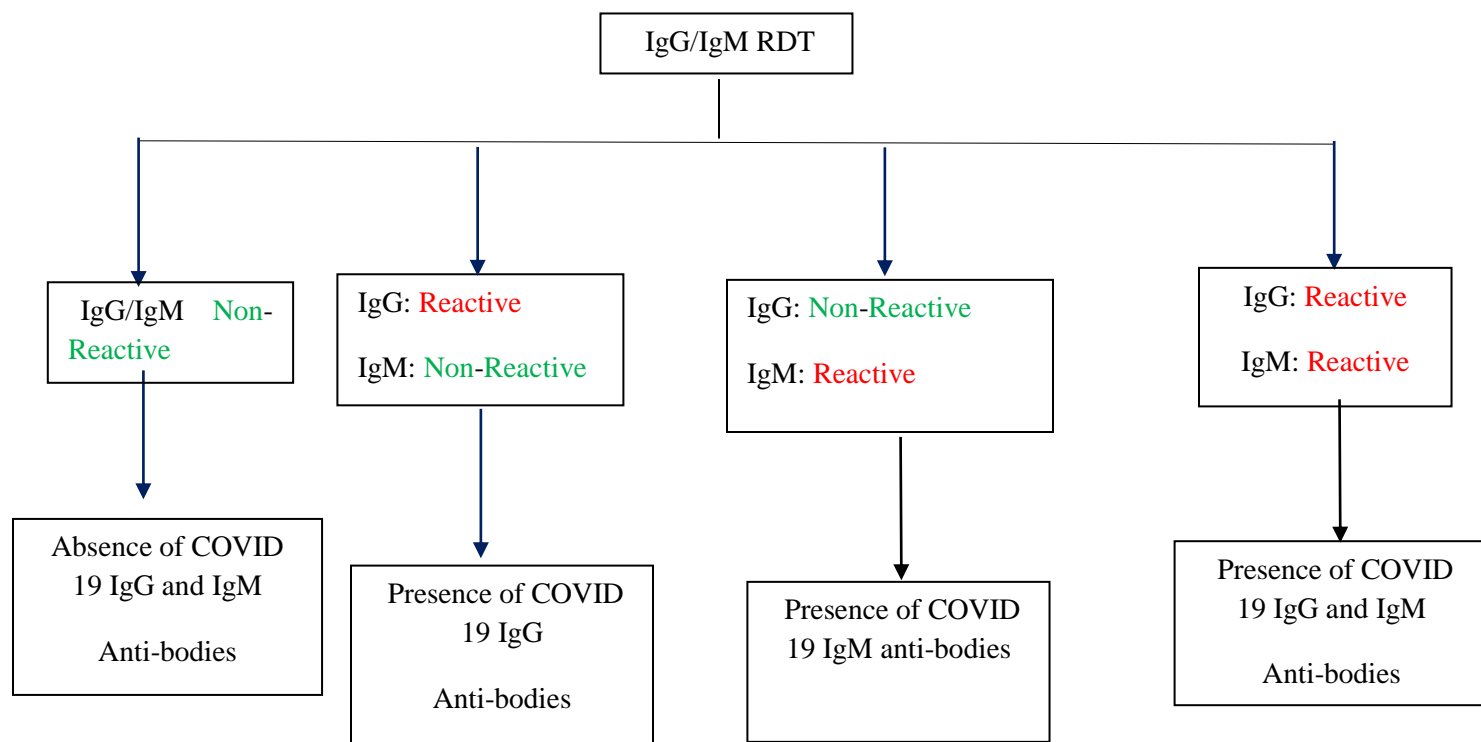 IgG/IgM RDT
IgG/IgM Non-
Reactive
IgG: Reactive
IgM: Non-Reactive
IgG: Non-Reactive
IgM: Reactive
IgG: Reactive
IgM: Reactive
Absence of COVID
19 IgG and IgM
Anti-bodies
Presence of COVID
19 IgG
Anti-bodies
Presence of COVID
19 IgM anti-bodies
Presence of COVID
19 IgG and IgM
Anti-bodies